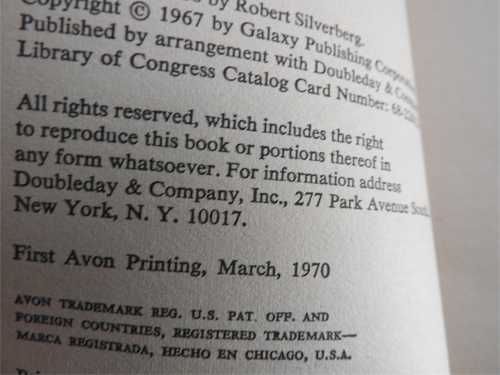 by Robert Silverberg.
Copyright © 1967 by Galaxy Publishing
Published by arrangement with Doubleday &
Library of Congress Catalog Card Number: 68-
All rights reserved, which includes the right
to reproduce this book or portions thereof in
any form whatsoever. For information address
Doubleday & Company, Inc., 277 Park Avenue South,
New York, N. Y. 10017.
First Avon Printing, March, 1970
AVON TRADEMARK REG. U.S. PAT. OFF. AND
FOREIGN COUNTRIES, REGISTERED TRADEMARK—
MARCA REGISTRADA, HECHO EN CHICAGO, U.S.A.